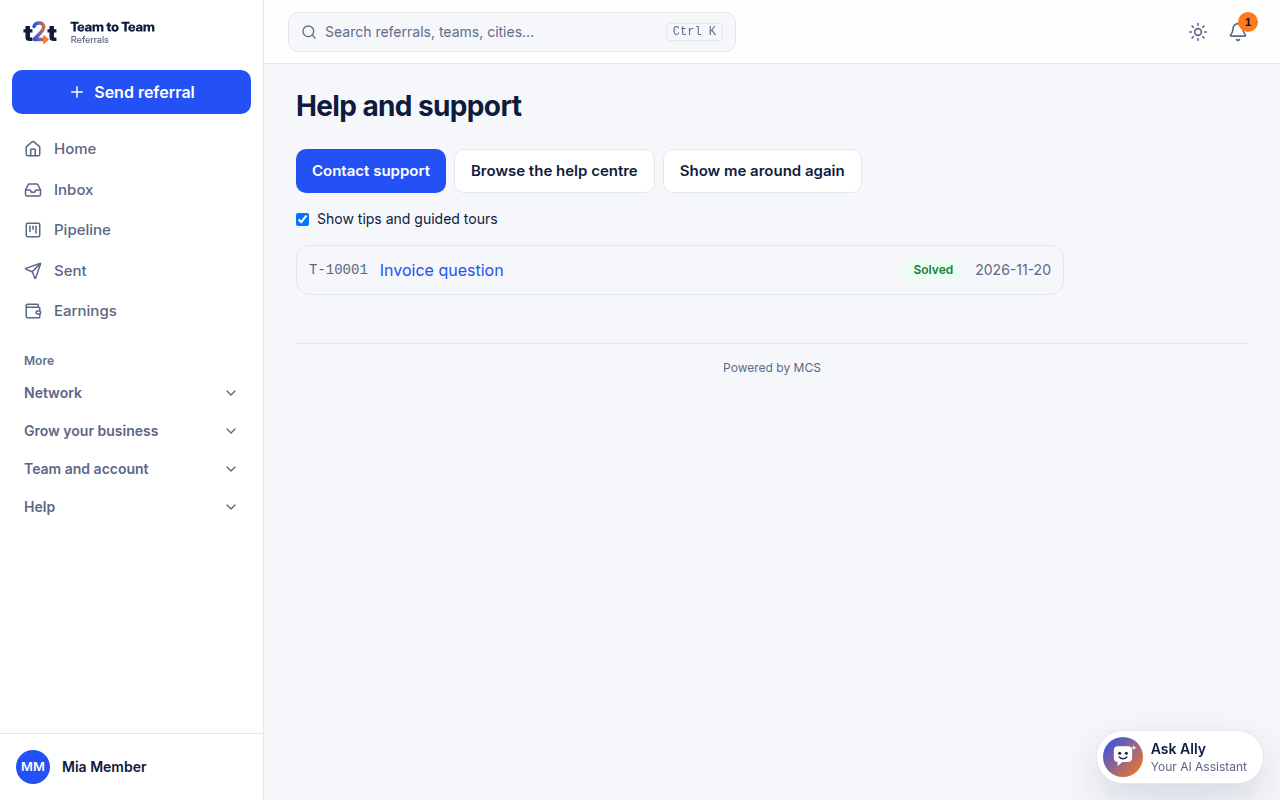 t2t Team to Team
Referrals
Search referrals, teams, cities...
Ctrl K
1
Send referral
Home
Inbox
Pipeline
Sent
Earnings
More
Network
Grow your business
Team and account
Help
MM Mia Member
Help and support
Contact support
Browse the help centre
Show me around again
Show tips and guided tours
T-10001 Invoice question Solved 2026-11-20
Powered by MCS
Ask Ally
Your AI Assistant